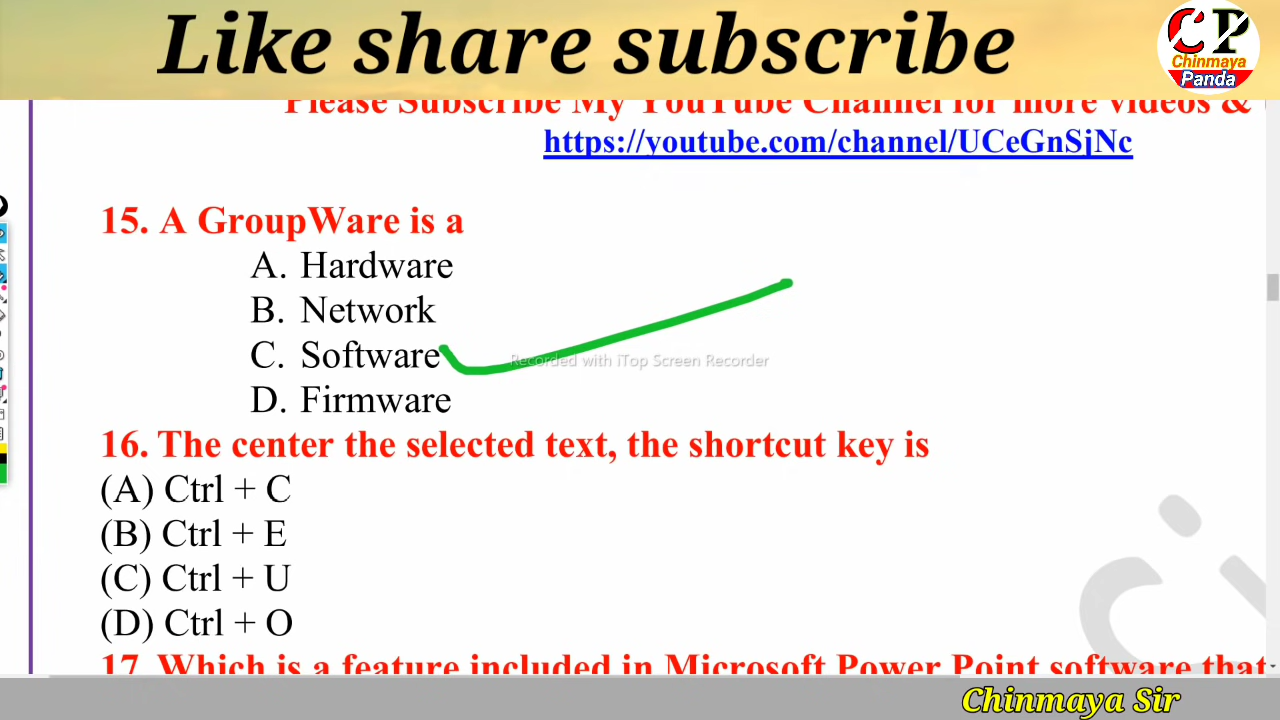 Like share subscribe
CP
Chinmaya
Panda
Please Subscribe My YouTube Channel for more videos &
https://youtube.com/channel/UCeGnSjNc
15. A GroupWare is a
A. Hardware
B. Network
C. Software
Recorded with iTop Screen Recorder
D. Firmware
16. The center the selected text, the shortcut key is
(A) Ctrl + C
(B) Ctrl + E
(C) Ctrl + U
(D) Ctrl + O
17. Which is a feature included in Microsoft Power Point software that
Chinmaya Sir